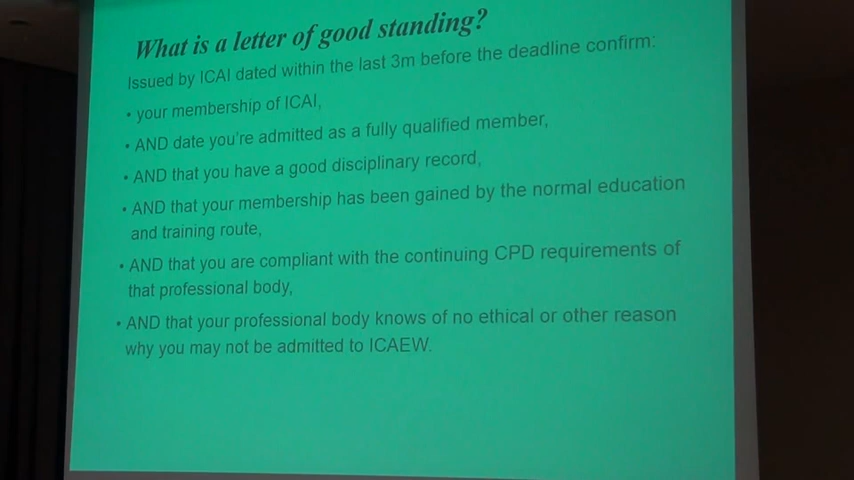 What is a letter of good standing?
Issued by ICAI dated within the last 3m before the deadline confirm:
• your membership of ICAI,
• AND date you're admitted as a fully qualified member,
• AND that you have a good disciplinary record,
• AND that your membership has been gained by the normal education
and training route,
• AND that you are compliant with the continuing CPD requirements of
that professional body,
• AND that your professional body knows of no ethical or other reason
why you may not be admitted to ICAEW.